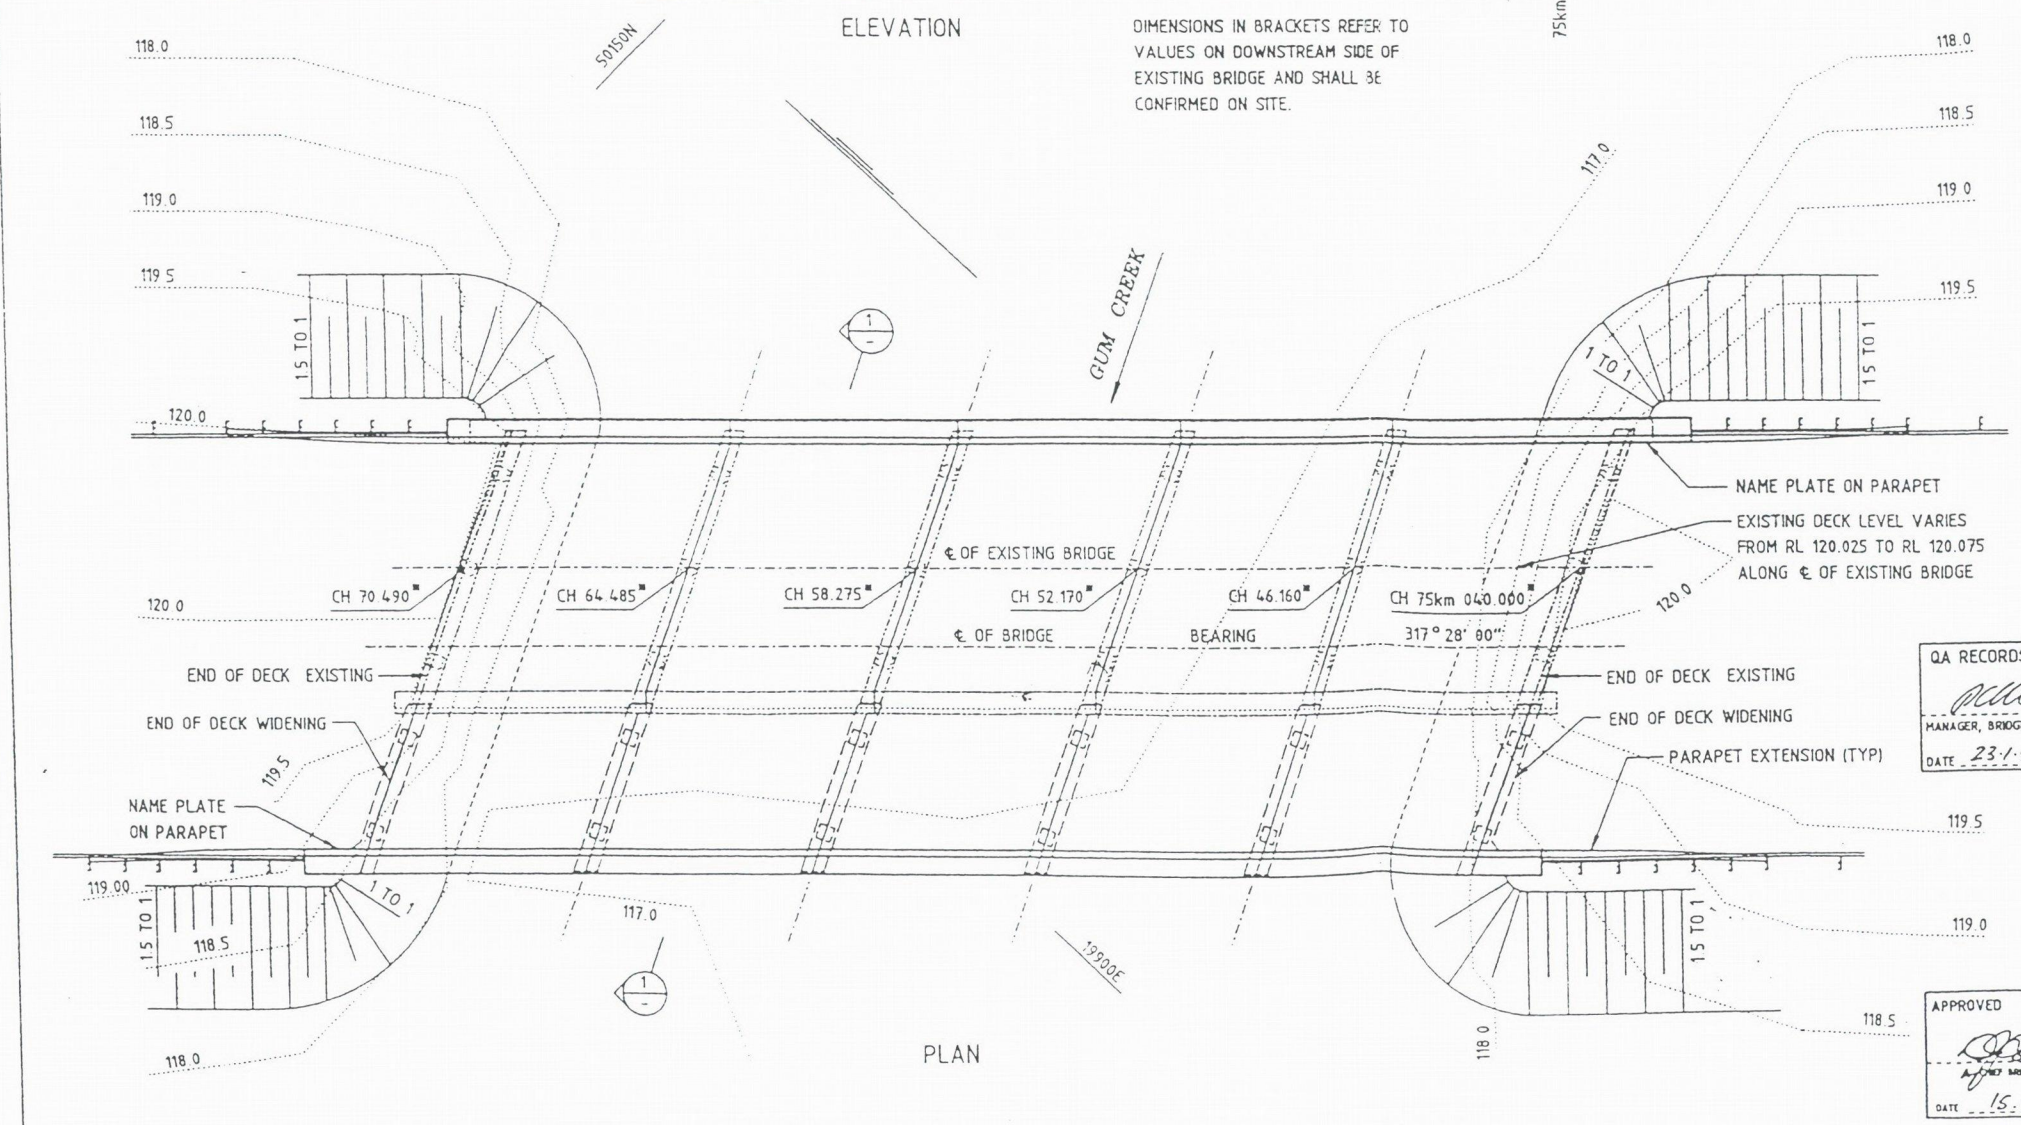 ELEVATION
DIMENSIONS IN BRACKETS REFER TO
VALUES ON DOWNSTREAM SIDE OF
EXISTING BRIDGE AND SHALL BE
CONFIRMED ON SITE.
75km
50150N
118.0
118.5
119.0
119.5
120.0
118.0
118.5
119.0
119.5
117.0
GUM CREEK
1
-
1.5 TO 1
1 TO 1
1.5 TO 1
NAME PLATE ON PARAPET
EXISTING DECK LEVEL VARIES
FROM RL 120.025 TO RL 120.075
ALONG ℄ OF EXISTING BRIDGE
℄ OF EXISTING BRIDGE
CH 70.490
CH 64.485
CH 58.275
CH 52.170
CH 46.160
CH 75km 040.000
120.0
120.0
℄ OF BRIDGE
BEARING
317° 28' 00"
END OF DECK EXISTING
END OF DECK WIDENING
119.5
NAME PLATE
ON PARAPET
END OF DECK EXISTING
END OF DECK WIDENING
PARAPET EXTENSION (TYP)
QA RECORDS
MANAGER, BRIDG
DATE 23.1.
119.00
1.5 TO 1
1 TO 1
118.5
118.0
117.0
1
-
19900E
1.5 TO 1
119.5
119.0
118.5
118.0
PLAN
APPROVED
DATE 15.